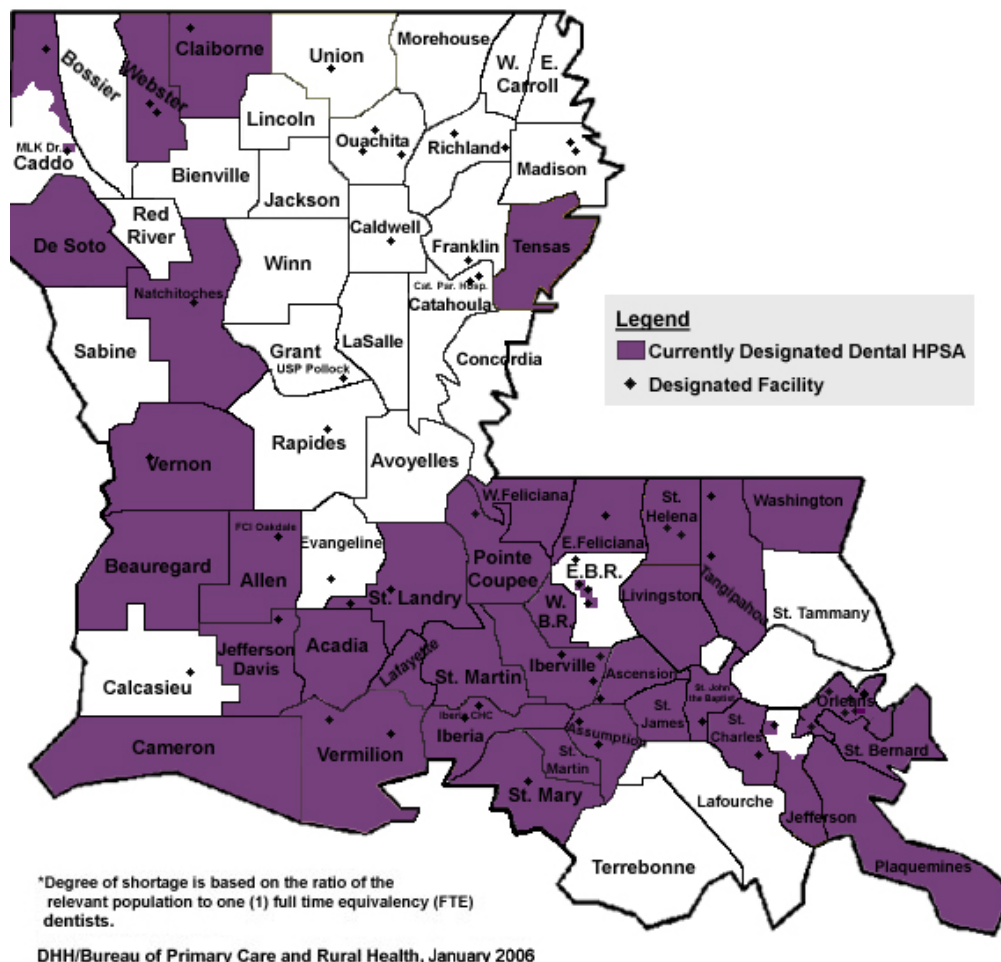 Claiborne
Union
Morehouse
W.
Carroll
E.
Bossier
Webster
Lincoln
Ouachita
Richland
MLK Dr.
Caddo
Madison
Bienville
Jackson
Red
River
Caldwell
De Soto
Franklin
Tensas
Winn
Natchitoches
Cat. Par. Hosp.
Catahoula
Legend
Currently Designated Dental HPSA
Designated Facility
Sabine
Grant
USP Pollock
LaSalle
Concordia
Rapides
Avoyelles
Vernon
W.Feliciana
St.
Helena
Washington
FCI Oakdale
Evangeline
E.Feliciana
Beauregard
Allen
Pointe
Coupee
E.B.R.
Tangipahoa
St. Landry
W.
B.R.
Livingston
St. Tammany
Jefferson
Davis
Acadia
Lafayette
St. Martin
Iberville
Ascension
Calcasieu
St. John
the Baptist
Orleans
Iberia CHC
Iberia
Assumption
St.
James
St.
Charles
Cameron
Vermilion
St.
Martin
St. Bernard
St. Mary
Lafourche
Jefferson
Terrebonne
Plaquemines
*Degree of shortage is based on the ratio of the
relevant population to one (1) full time equivalency (FTE)
dentists.
DHH/Bureau of Primary Care and Rural Health, January 2006